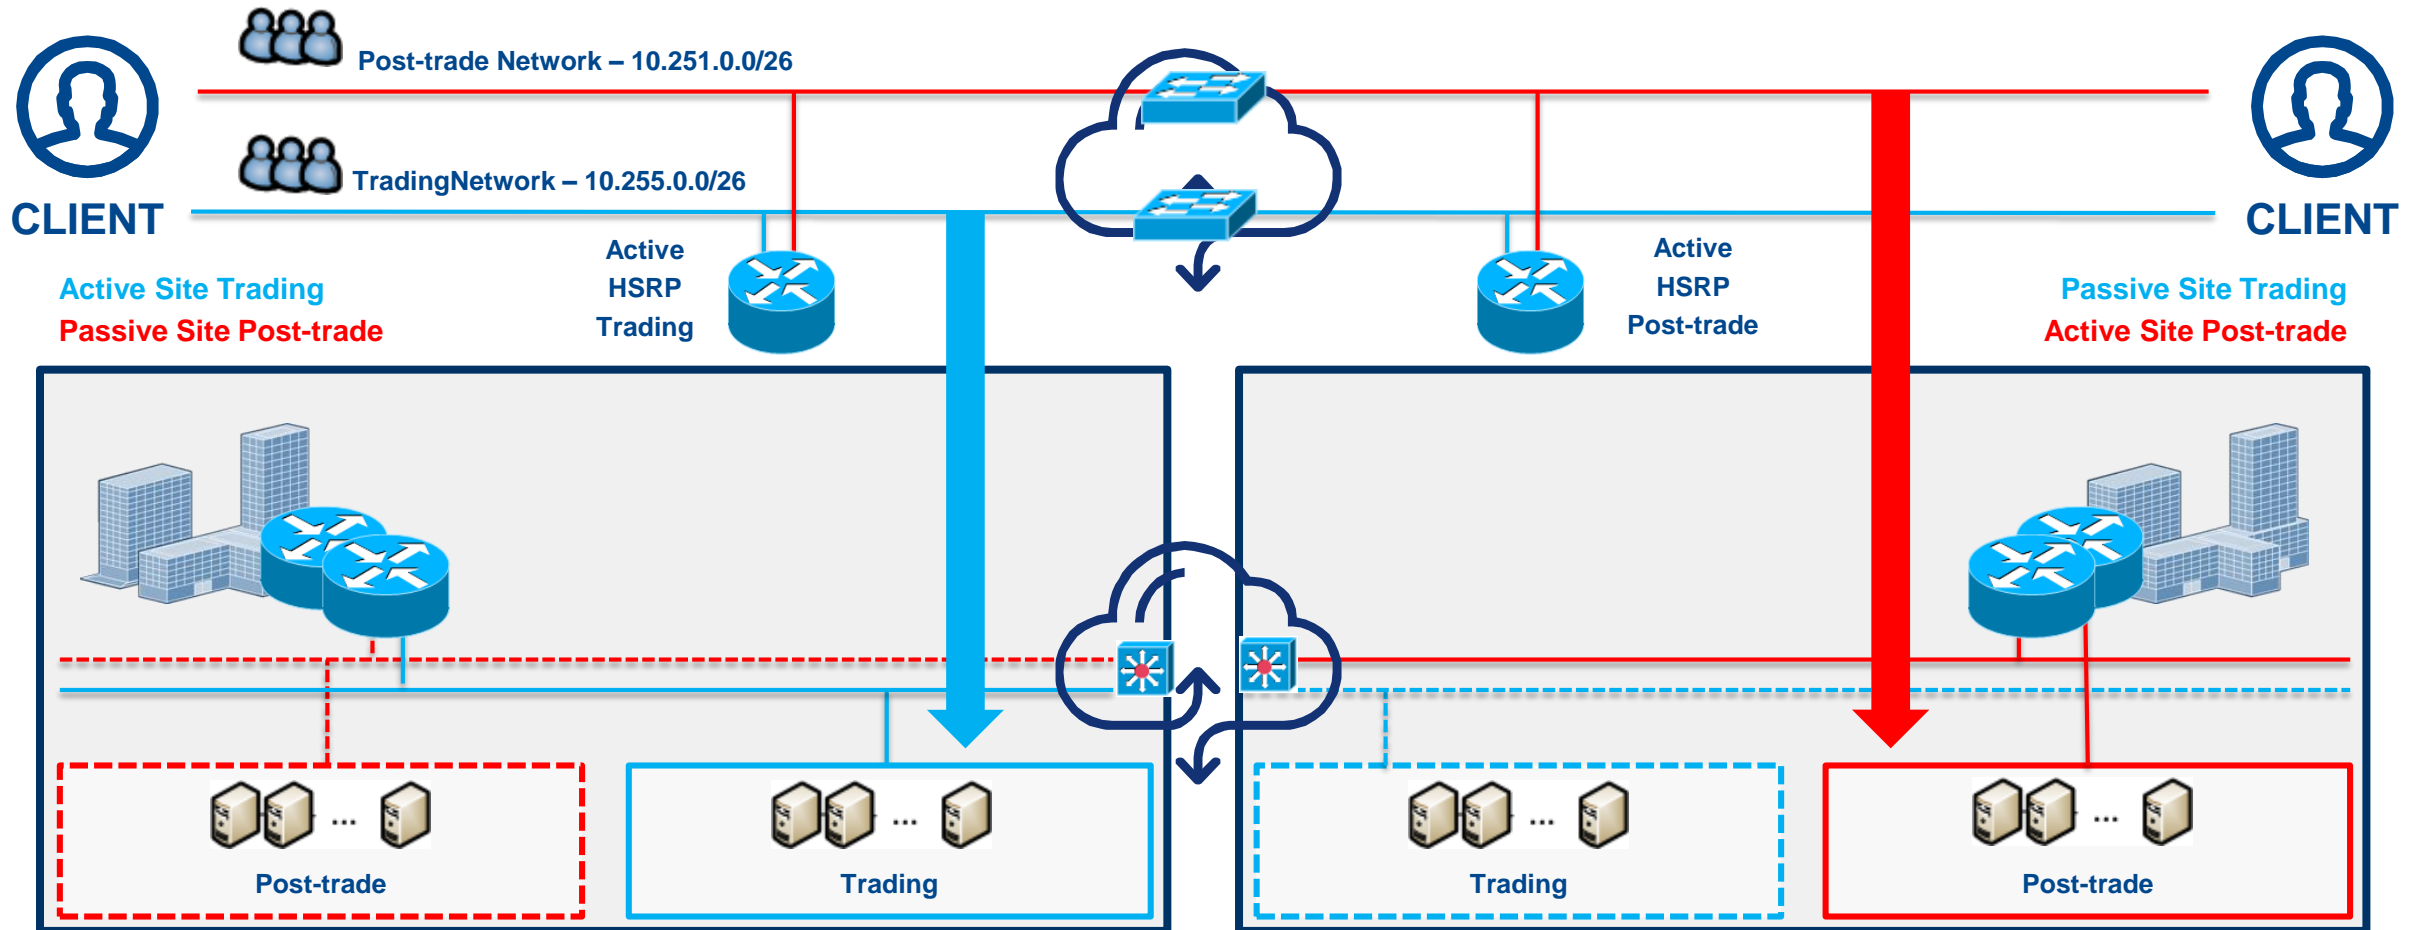 Post-trade Network – 10.251.0.0/26
TradingNetwork – 10.255.0.0/26
CLIENT
CLIENT
Active Site Trading
Passive Site Post-trade
Active
HSRP
Trading
Active
HSRP
Post-trade
Passive Site Trading
Active Site Post-trade
...
Post-trade
...
Trading
...
Trading
...
Post-trade